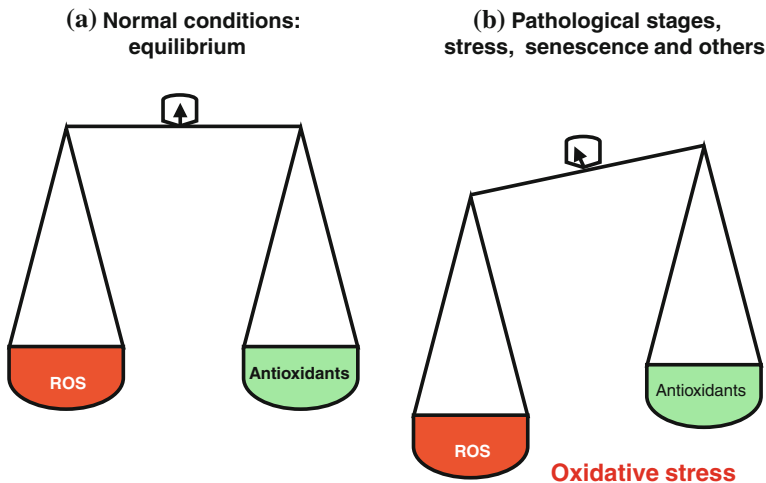 (a) Normal conditions:
equilibrium
ROS
Antioxidants
(b) Pathological stages,
stress, senescence and others
ROS
Antioxidants
Oxidative stress